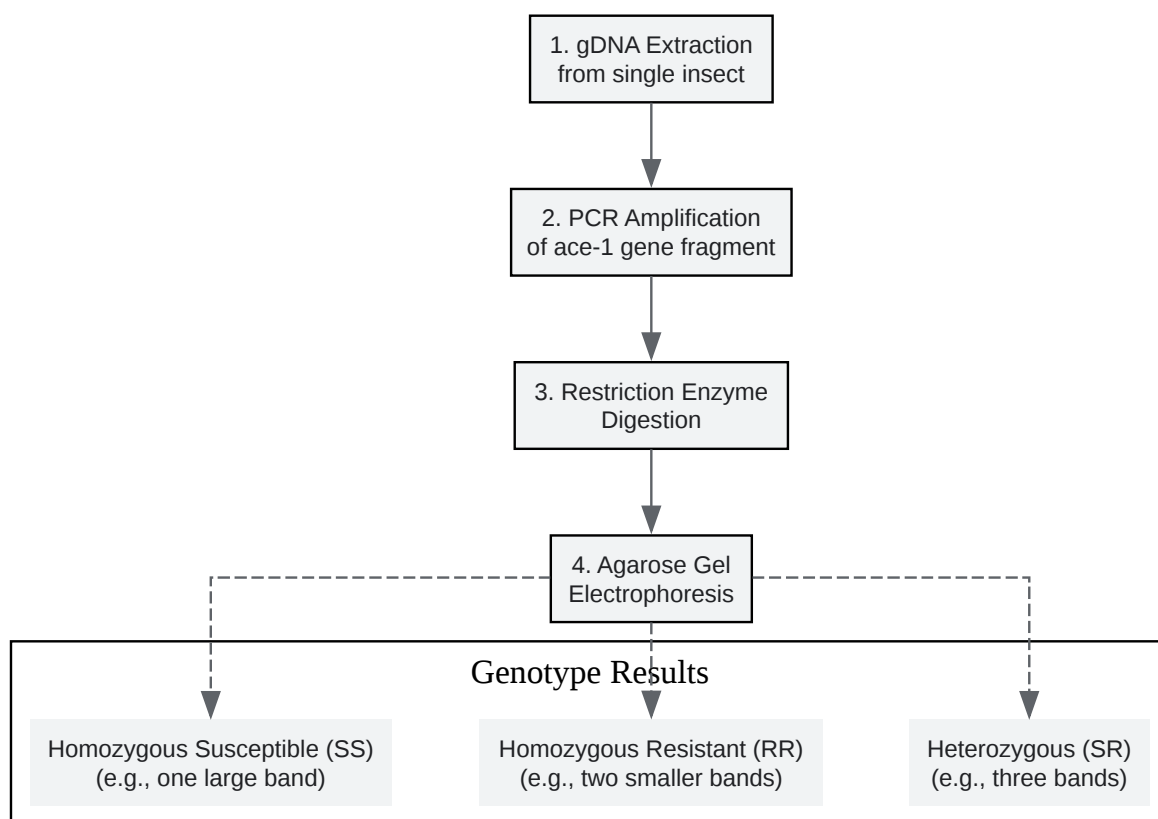 1. gDNA Extraction
from single insect
2. PCR Amplification
of ace-1 gene fragment
3. Restriction Enzyme
Digestion
4. Agarose Gel
Electrophoresis
Genotype Results
Homozygous Susceptible (SS)
(e.g., one large band)
Homozygous Resistant (RR)
(e.g., two smaller bands)
Heterozygous (SR)
(e.g., three bands)